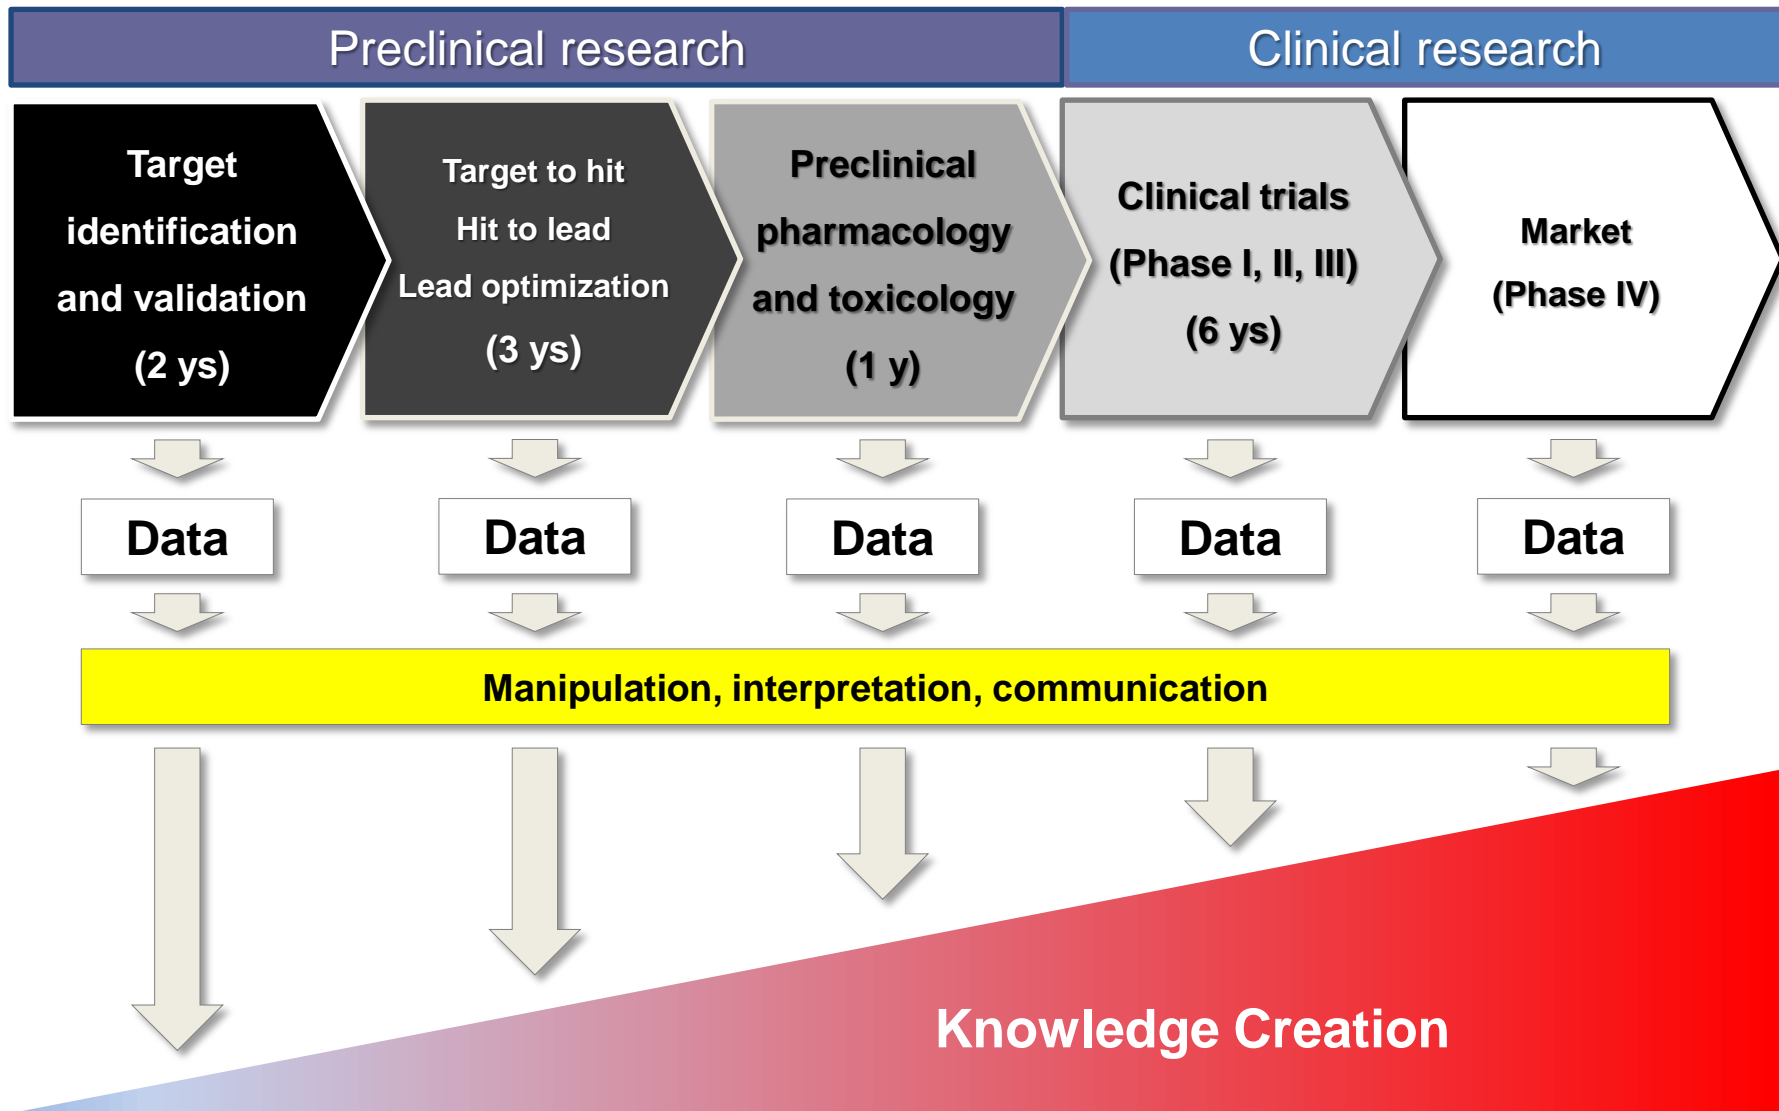 Preclinical research
Clinical research
Target
identification
and validation
(2 ys)
Target to hit
Hit to lead
Lead optimization
(3 ys)
Preclinical
pharmacology
and toxicology
(1 y)
Clinical trials
(Phase I, II, III)
(6 ys)
Market
(Phase IV)
Data
Data
Data
Data
Data
Manipulation, interpretation, communication
Knowledge Creation